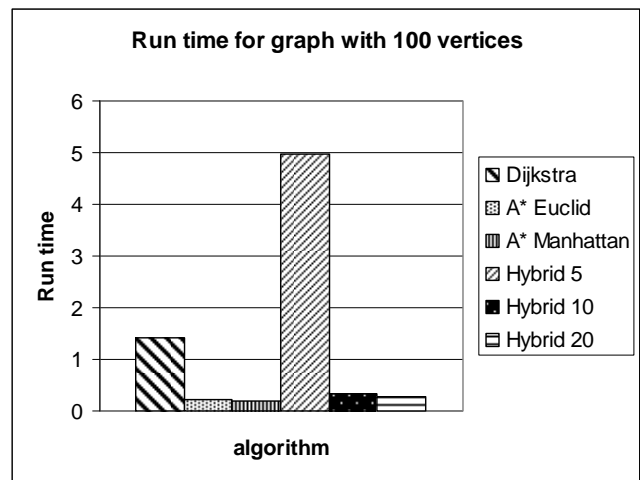 Run time for graph with 100 vertices
6
5
4
3
2
1
0
Run time
algorithm
Dijkstra
A* Euclid
A* Manhattan
Hybrid 5
Hybrid 10
Hybrid 20